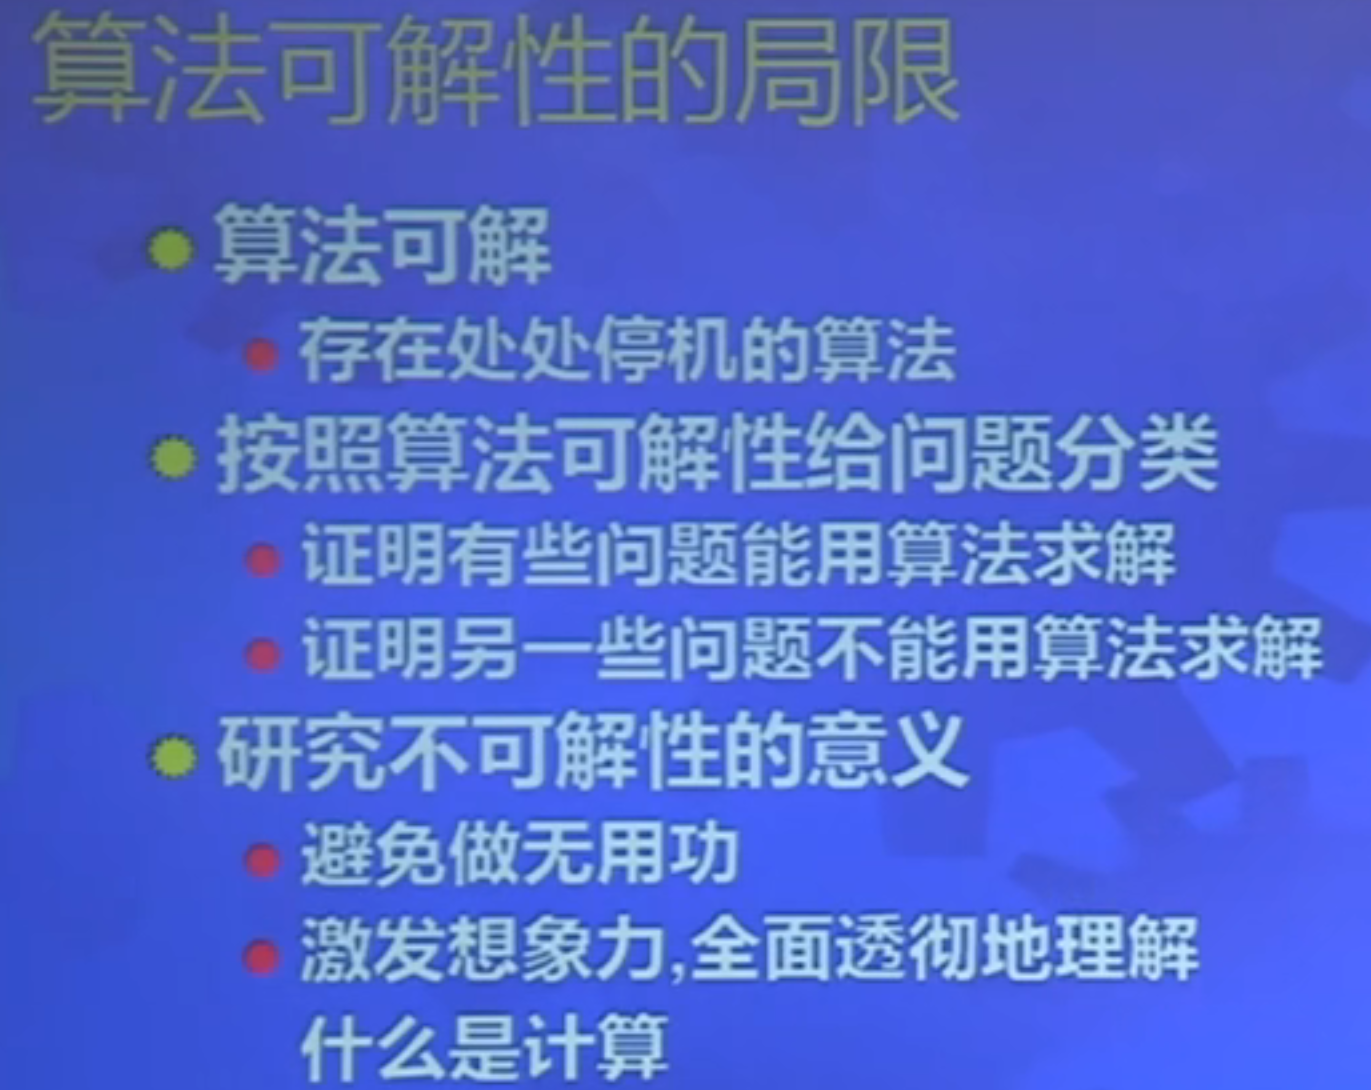 算法可解性的局限
算法可解
存在处处停机的算法
按照算法可解性给问题分类
证明有些问题能用算法求解
证明另一些问题不能用算法求解
研究不可解性的意义
避免做无用功
激发想象力,全面透彻地理解
什么是计算